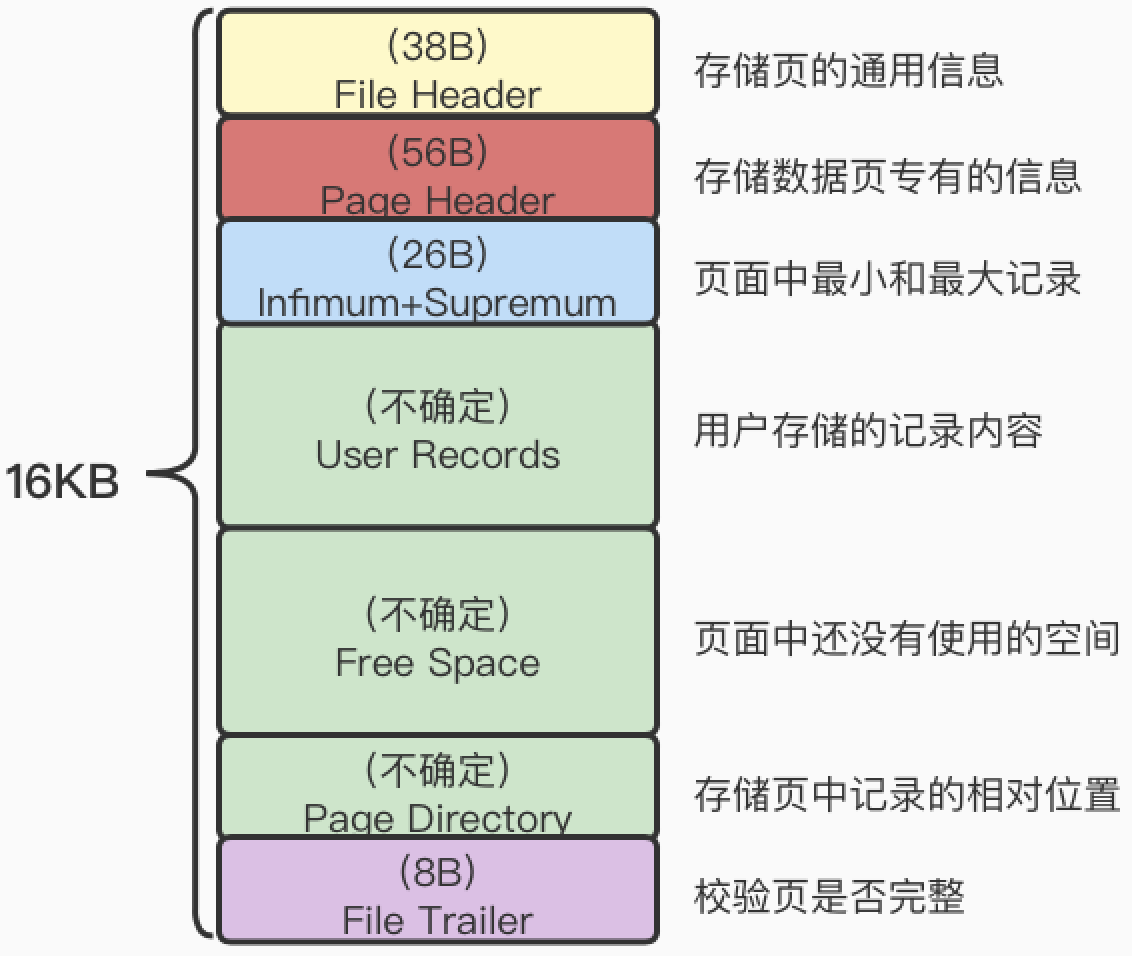 (38B)
File Header
存储页的通用信息
(56B)
Page Header
存储数据页专有的信息
(26B)
Infimum+Supremum
页面中最小和最大记录
(不确定)
User Records
用户存储的记录内容
16KB
(不确定)
Free Space
页面中还没有使用的空间
(不确定)
Page Directory
存储页中记录的相对位置
(8B)
File Trailer
校验页是否完整